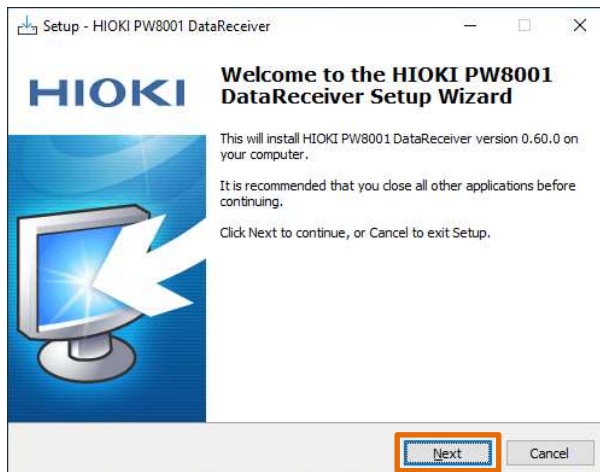 Setup - HIOKI PW8001 DataReceiver
HIOKI
Welcome to the HIOKI PW8001
DataReceiver Setup Wizard
This will install HIOKI PW8001 DataReceiver version 0.60.0 on
your computer.
It is recommended that you close all other applications before
continuing.
Click Next to continue, or Cancel to exit Setup.
Next
Cancel